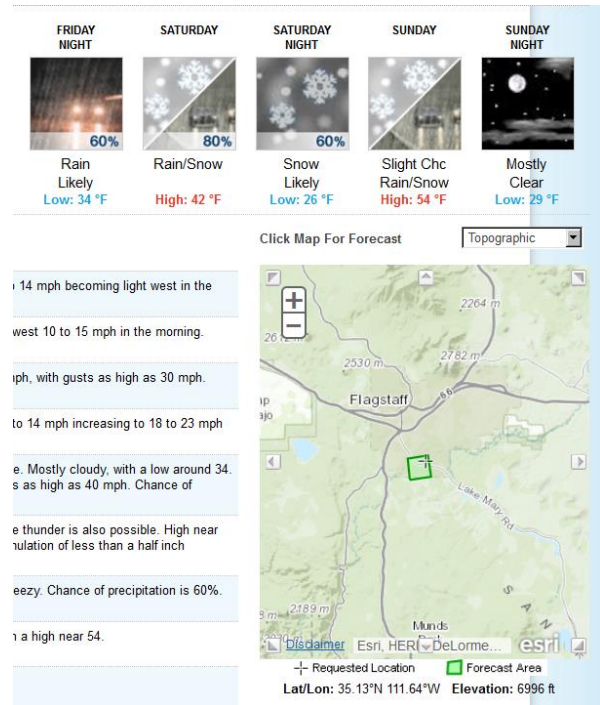 FRIDAY NIGHT
SATURDAY
SATURDAY NIGHT
SUNDAY
SUNDAY NIGHT
60%
80%
60%
Rain Likely
Rain/Snow
Snow Likely
Slight Chc Rain/Snow
Mostly Clear
Low: 34 °F
High: 42 °F
Low: 26 °F
High: 54 °F
Low: 29 °F
Click Map For Forecast
Topographic
14 mph becoming light west in the
west 10 to 15 mph in the morning.
mph, with gusts as high as 30 mph.
to 14 mph increasing to 18 to 23 mph
e. Mostly cloudy, with a low around 34.
s as high as 40 mph. Chance of
e thunder is also possible. High near
mulation of less than a half inch
eezy. Chance of precipitation is 60%.
a high near 54.
+
−
2264 m
2782 m
2530 m
Flagstaff
66
ajo
Lake Mary Rd
S A N
2189 m
Munds
Disclaimer
Esri, HERE, DeLorme...
esri
Requested Location
Forecast Area
Lat/Lon: 35.13°N 111.64°W
Elevation: 6996 ft